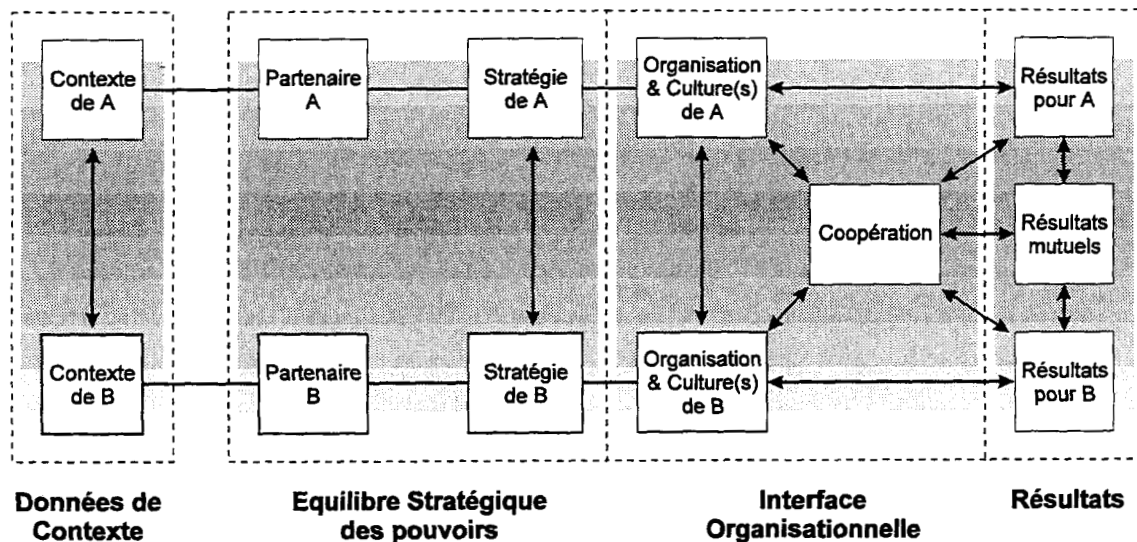 Contexte
de A
Partenaire
A
Stratégie
de A
Organisation
& Culture(s)
de A
Résultats
pour A
Coopération
Résultats
mutuels
Contexte
de B
Partenaire
B
Stratégie
de B
Organisation
& Culture(s)
de B
Résultats
pour B
Données de
Contexte
Equilibre Stratégique
des pouvoirs
Interface
Organisationnelle
Résultats